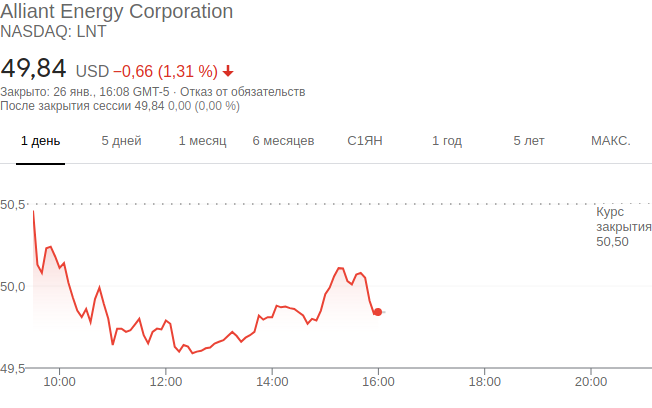 Alliant Energy Corporation
NASDAQ: LNT
49,84 USD −0,66 (1,31 %)
Закрыто: 26 янв., 16:08 GMT-5 · Отказ от обязательств
После закрытия сессии 49,84 0,00 (0,00 %)
1 день 5 дней 1 месяц 6 месяцев С1ЯН 1 год 5 лет МАКС.
50,5
Курс
закрытия
50,50
50,0
49,5
10:00 12:00 14:00 16:00 18:00 20:00